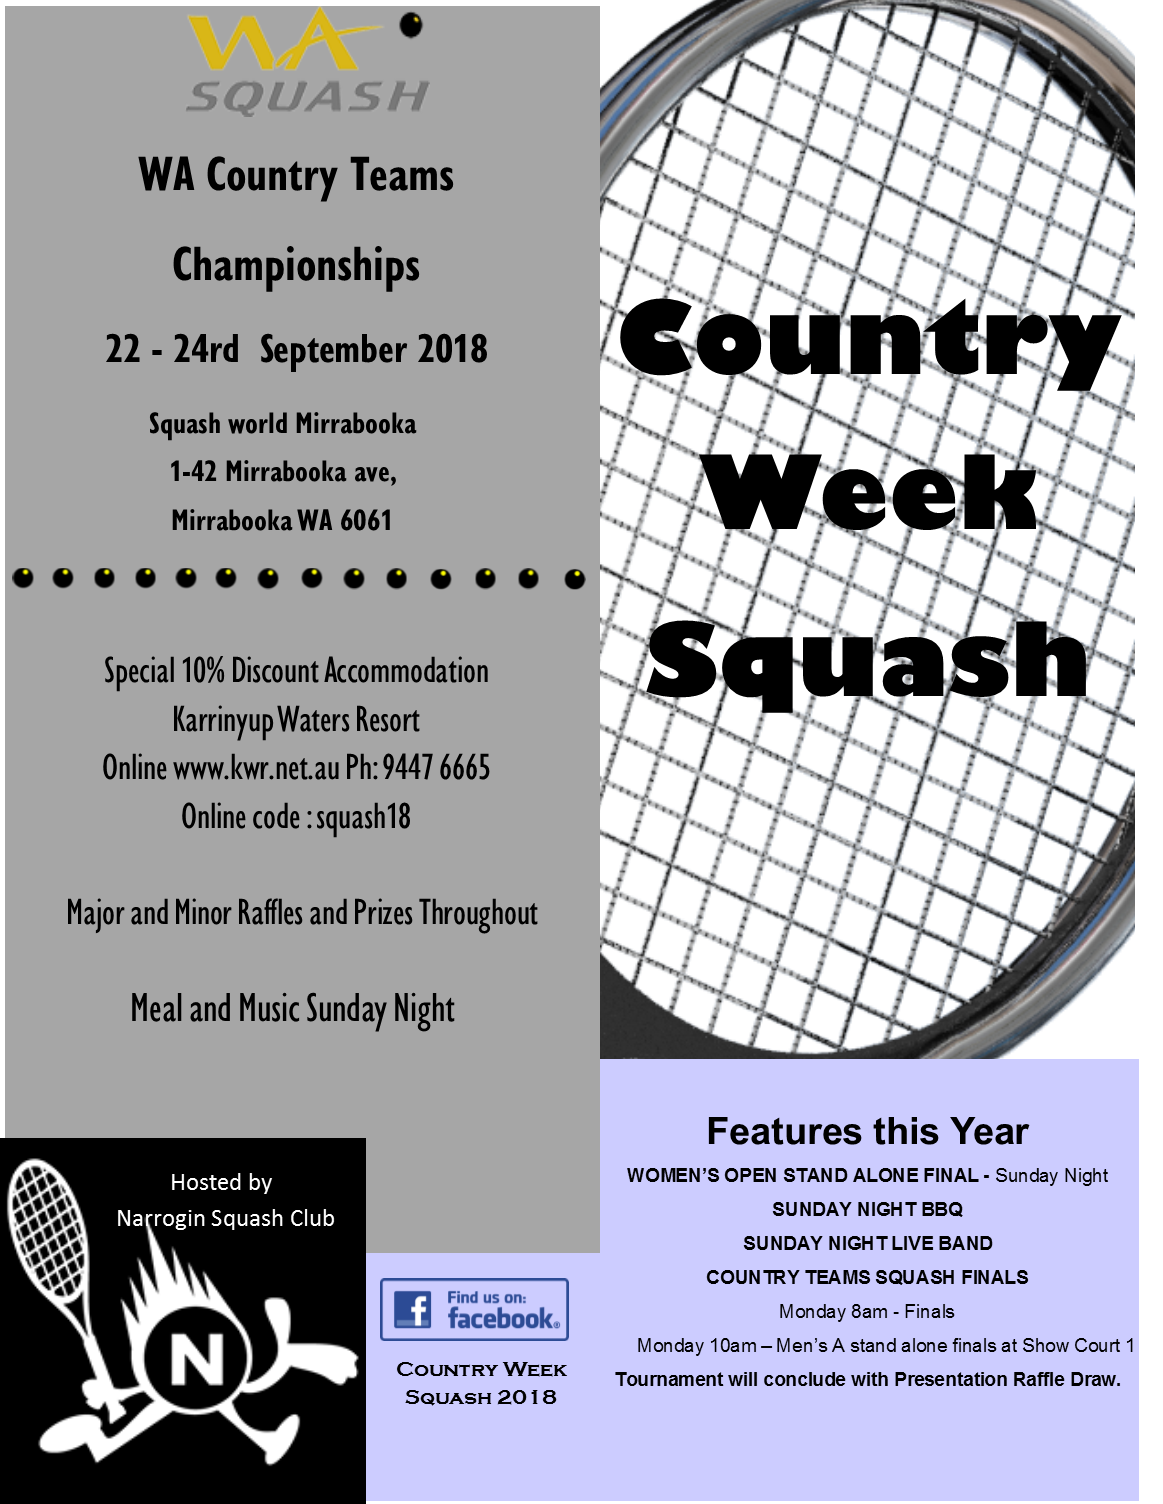 WA
SQUASH
WA Country Teams
Championships
22 - 24rd September 2018
Squash world Mirrabooka
1-42 Mirrabooka ave,
Mirrabooka WA 6061
Special 10% Discount Accommodation
Karrinyup Waters Resort
Online www.kwr.net.au Ph: 9447 6665
Online code : squash18
Major and Minor Raffles and Prizes Throughout
Meal and Music Sunday Night
Country
Week
Squash
Hosted by
Narrogin Squash Club
N
Find us on:
facebook®
COUNTRY WEEK
SQUASH 2018
Features this Year
WOMEN’S OPEN STAND ALONE FINAL - Sunday Night
SUNDAY NIGHT BBQ
SUNDAY NIGHT LIVE BAND
COUNTRY TEAMS SQUASH FINALS
Monday 8am - Finals
Monday 10am – Men’s A stand alone finals at Show Court 1
Tournament will conclude with Presentation Raffle Draw.